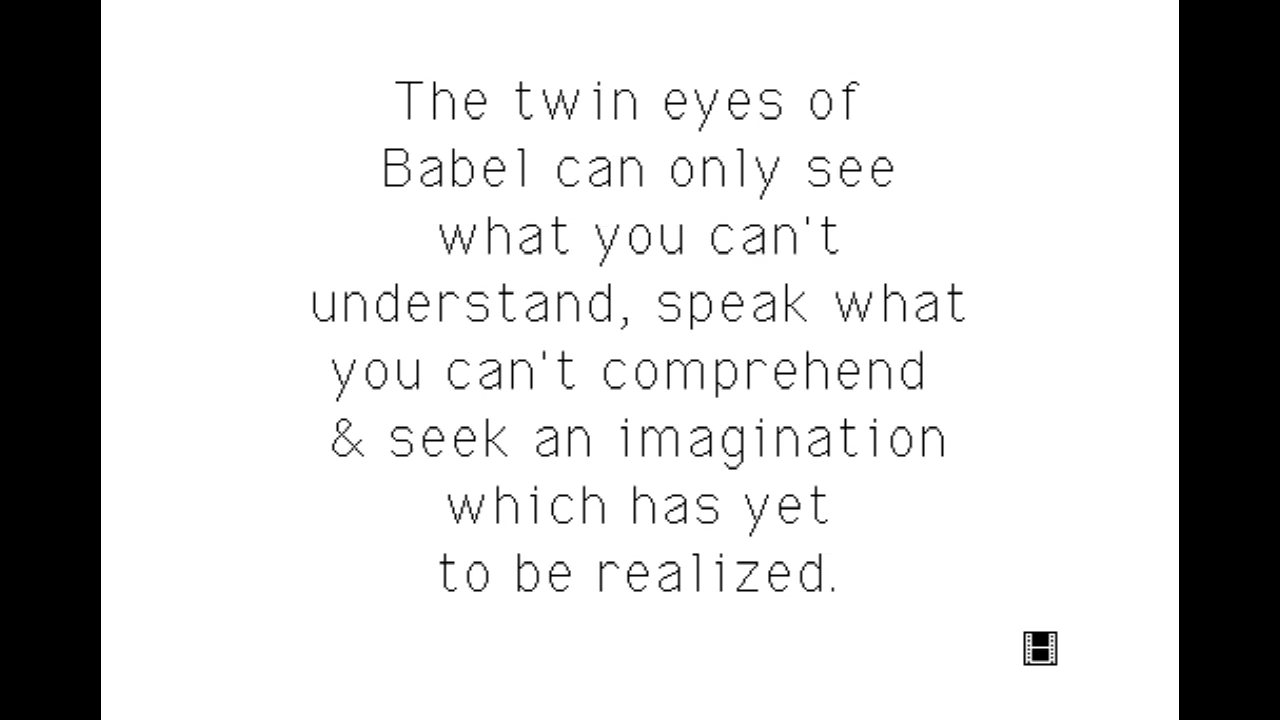 The twin eyes of
Babel can only see
what you can't
understand, speak what
you can't comprehend
& seek an imagination
which has yet
to be realized.